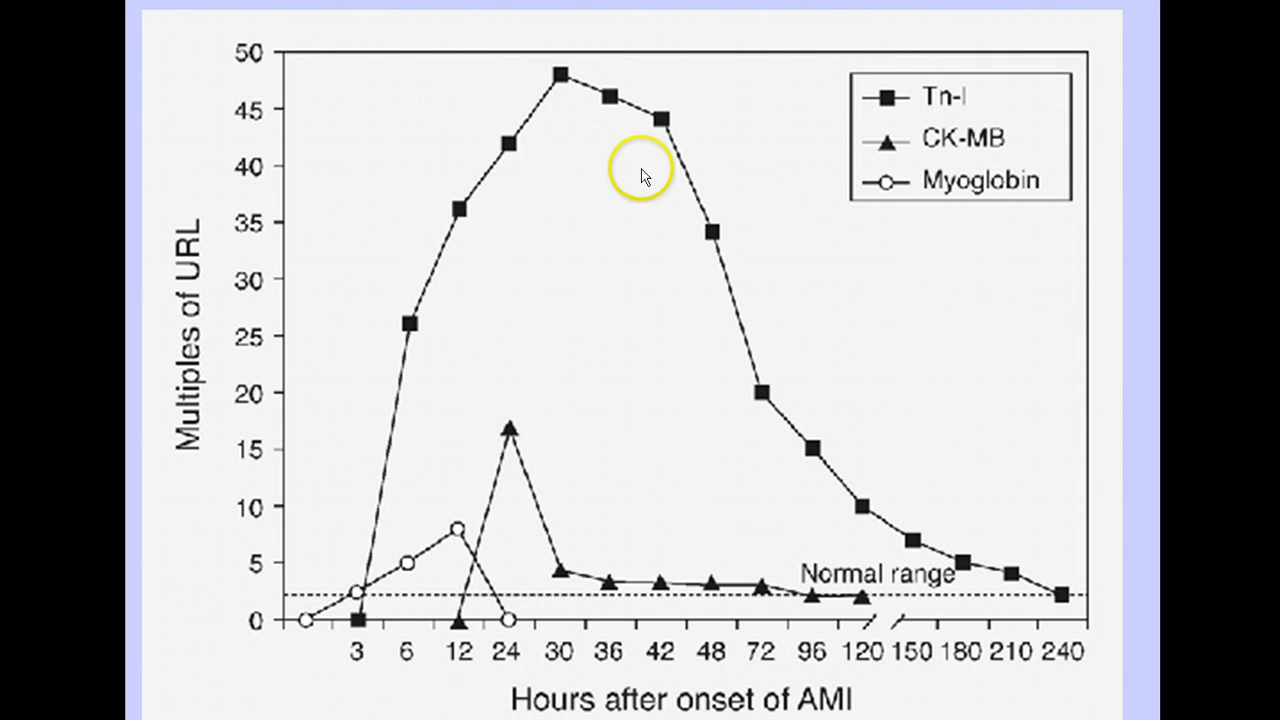 50
45
40
35
30
25
20
15
10
5
0
Multiples of URL
Tn-I
CK-MB
Myoglobin
Normal range
3 6 12 24 30 36 42 48 72 96 120 150 180 210 240
Hours after onset of AMI